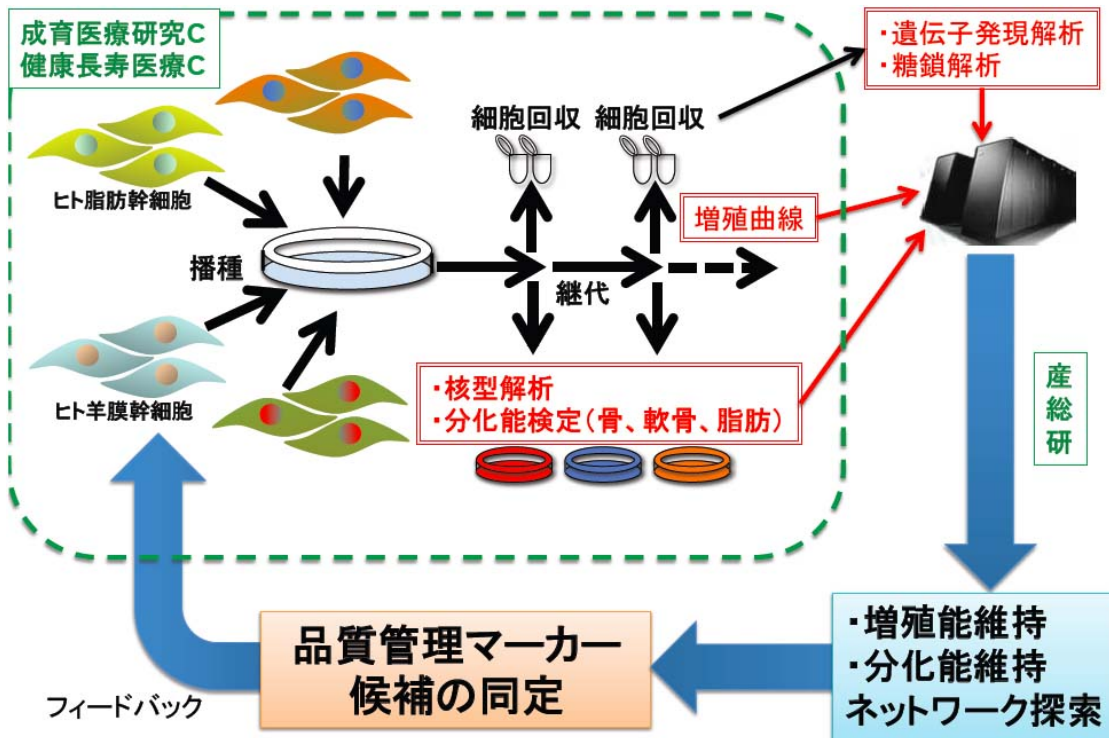 成育医療研究C
健康長寿医療C
・遺伝子発現解析
・糖鎖解析
細胞回収
細胞回収
ヒト脂肪幹細胞
増殖曲線
播種
継代
ヒト羊膜幹細胞
・核型解析
・分化能検定(骨、軟骨、脂肪)
産総研
・増殖能維持
・分化能維持
ネットワーク探索
品質管理マーカー
候補の同定
フィードバック